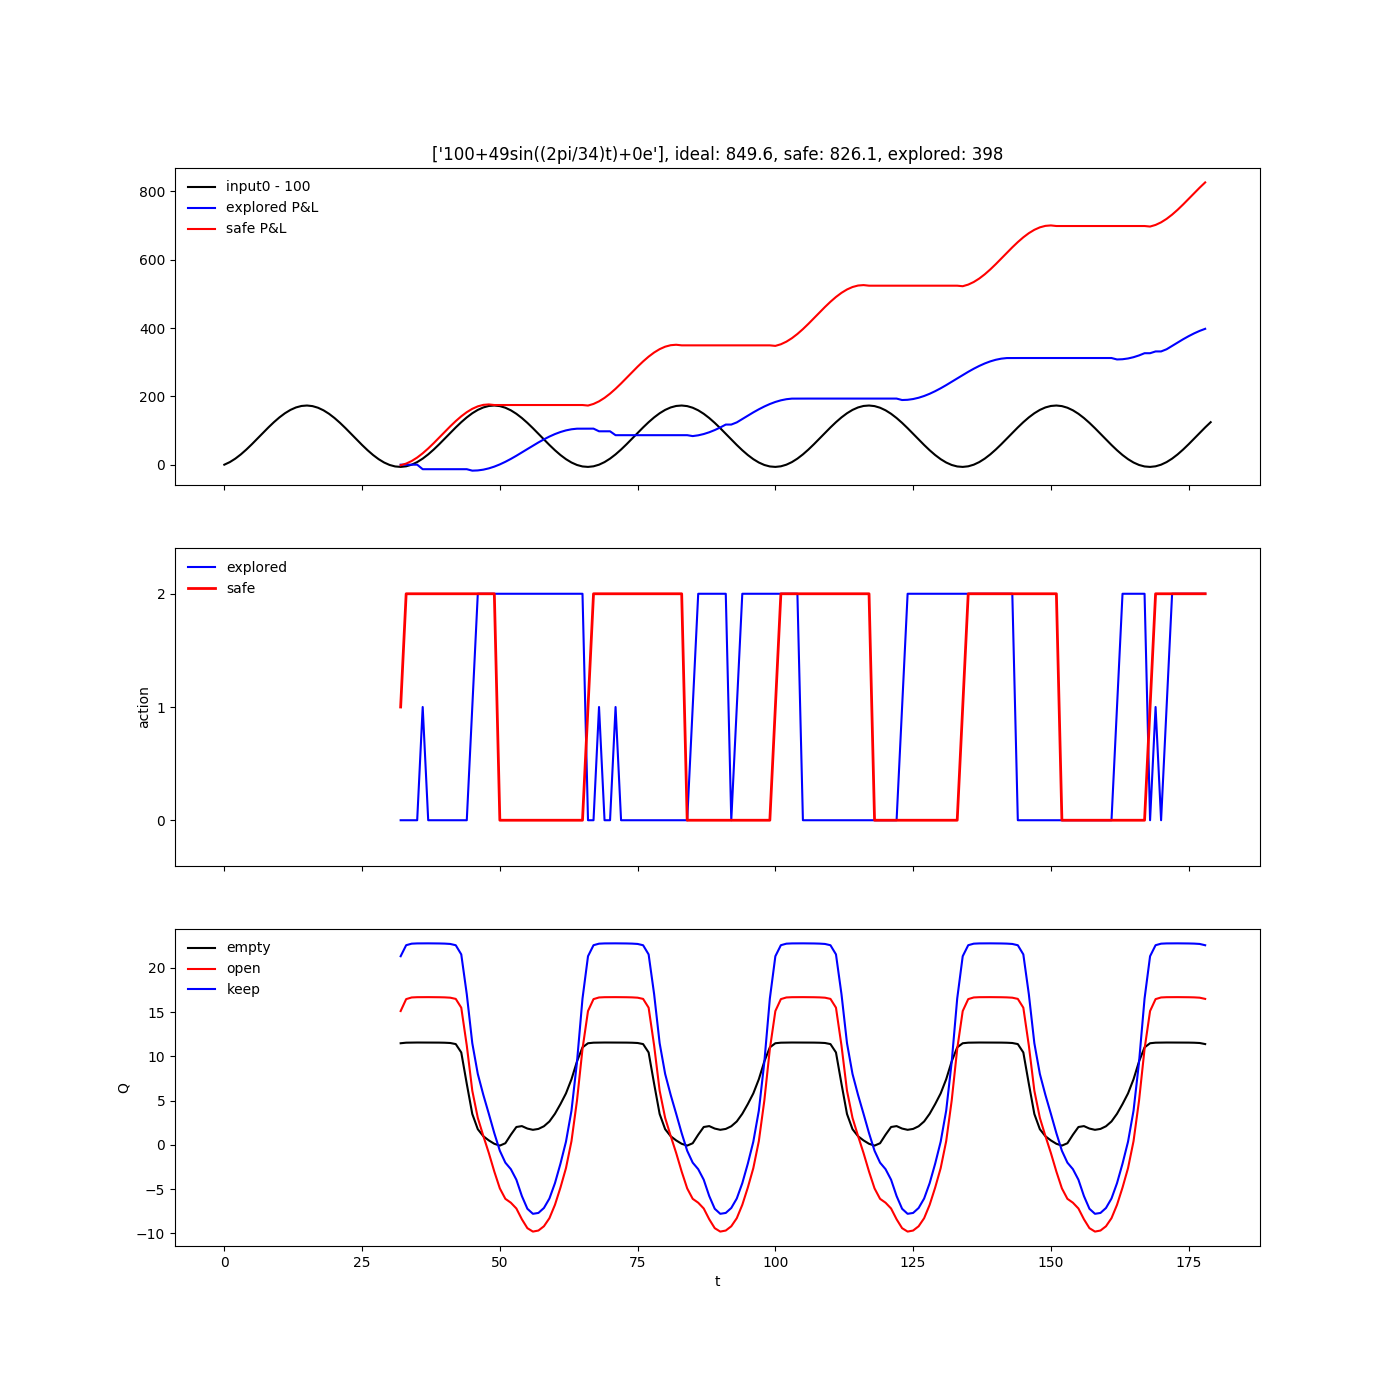 ['100+49sin((2pi/34)t)+0e'], ideal: 849.6, safe: 826.1, explored: 398
input0 - 100
explored P&L
safe P&L
800
600
400
200
0
explored
safe
2
1
0
action
empty
open
keep
20
15
10
5
0
−5
−10
Q
0 25 50 75 100 125 150 175
t